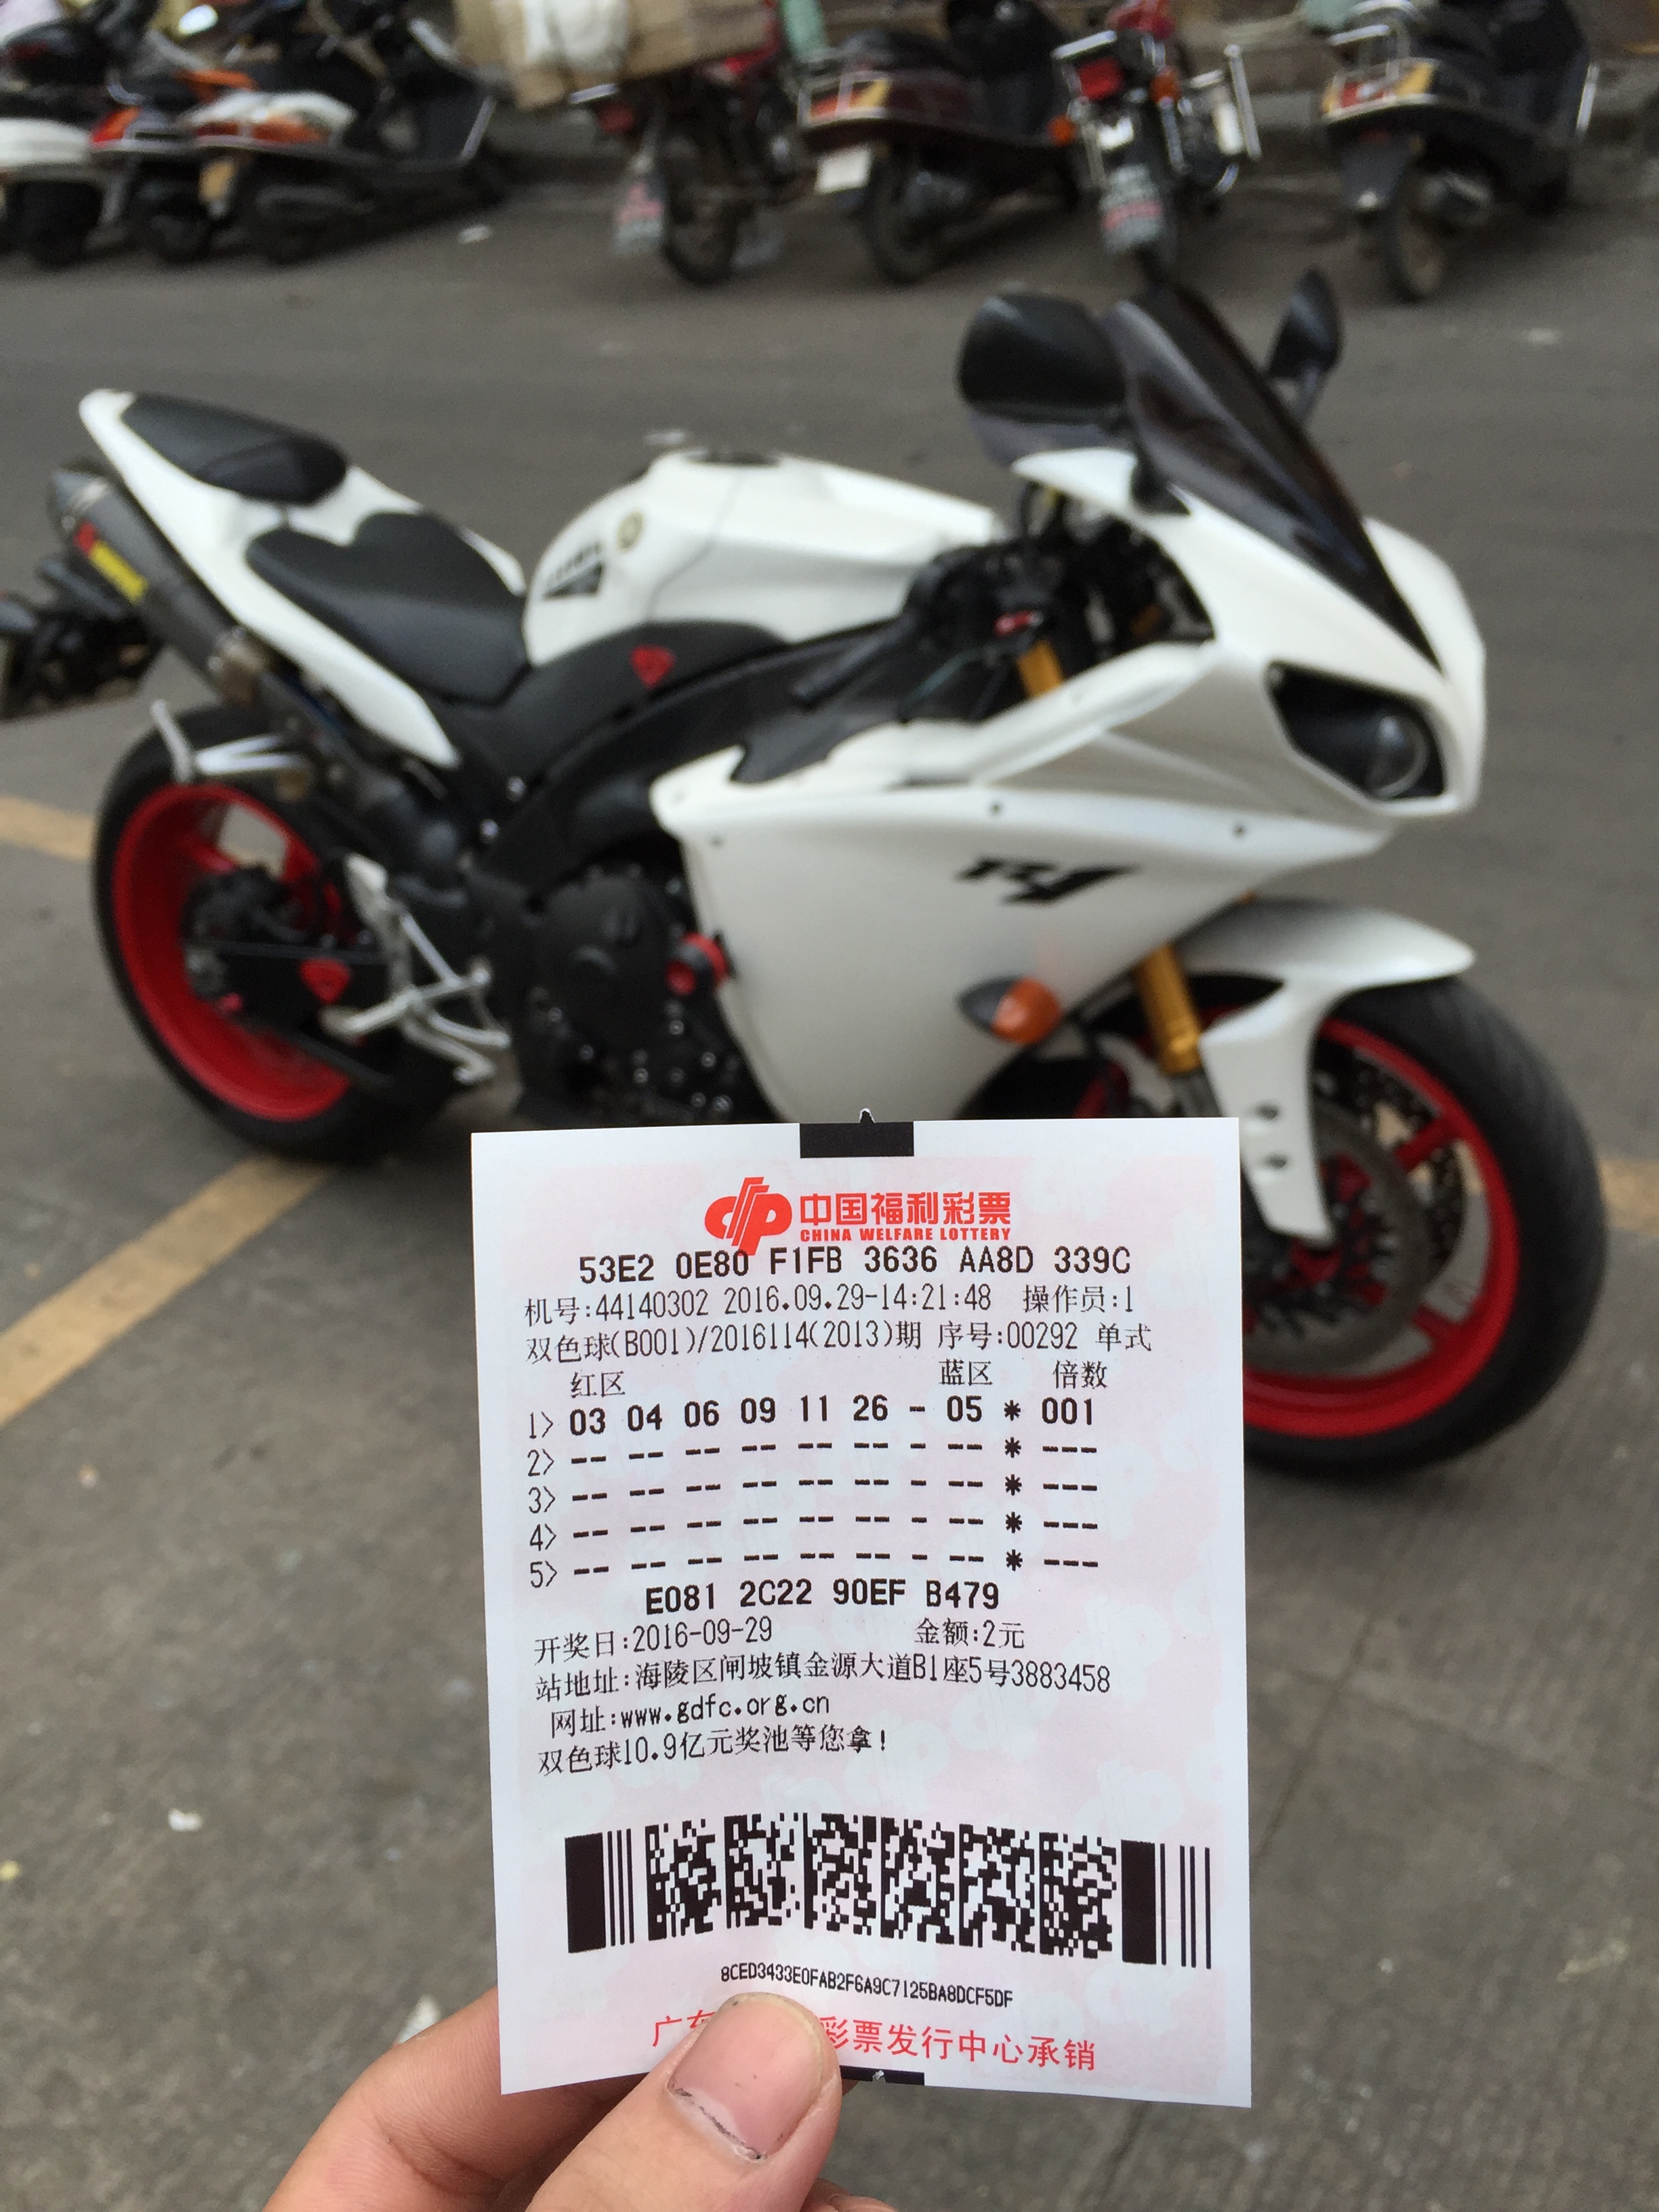 R1
中国福利彩票
CHINA WELFARE LOTTERY
53E2 0E80 F1FB 3636 AA8D 339C
机号:44140302 2016.09.29-14:21:48 操作员:1
双色球(B001)/2016114(2013)期 序号:00292 单式
红区 蓝区 倍数
1> 03 04 06 09 11 26 - 05 * 001
2> -- -- -- -- -- -- - -- * ---
3> -- -- -- -- -- -- - -- * ---
4> -- -- -- -- -- -- - -- * ---
5> -- -- -- -- -- -- - -- * ---
E081 2C22 90EF B479
开奖日:2016-09-29 金额:2元
站地址:海陵区闸坡镇金源大道B1座5号3883458
网址:www.gdfc.org.cn
双色球10.9亿元奖池等您拿!
8CED3433E0FAB2F6A9C7125BA8DCF5DF
广东 彩票发行中心承销